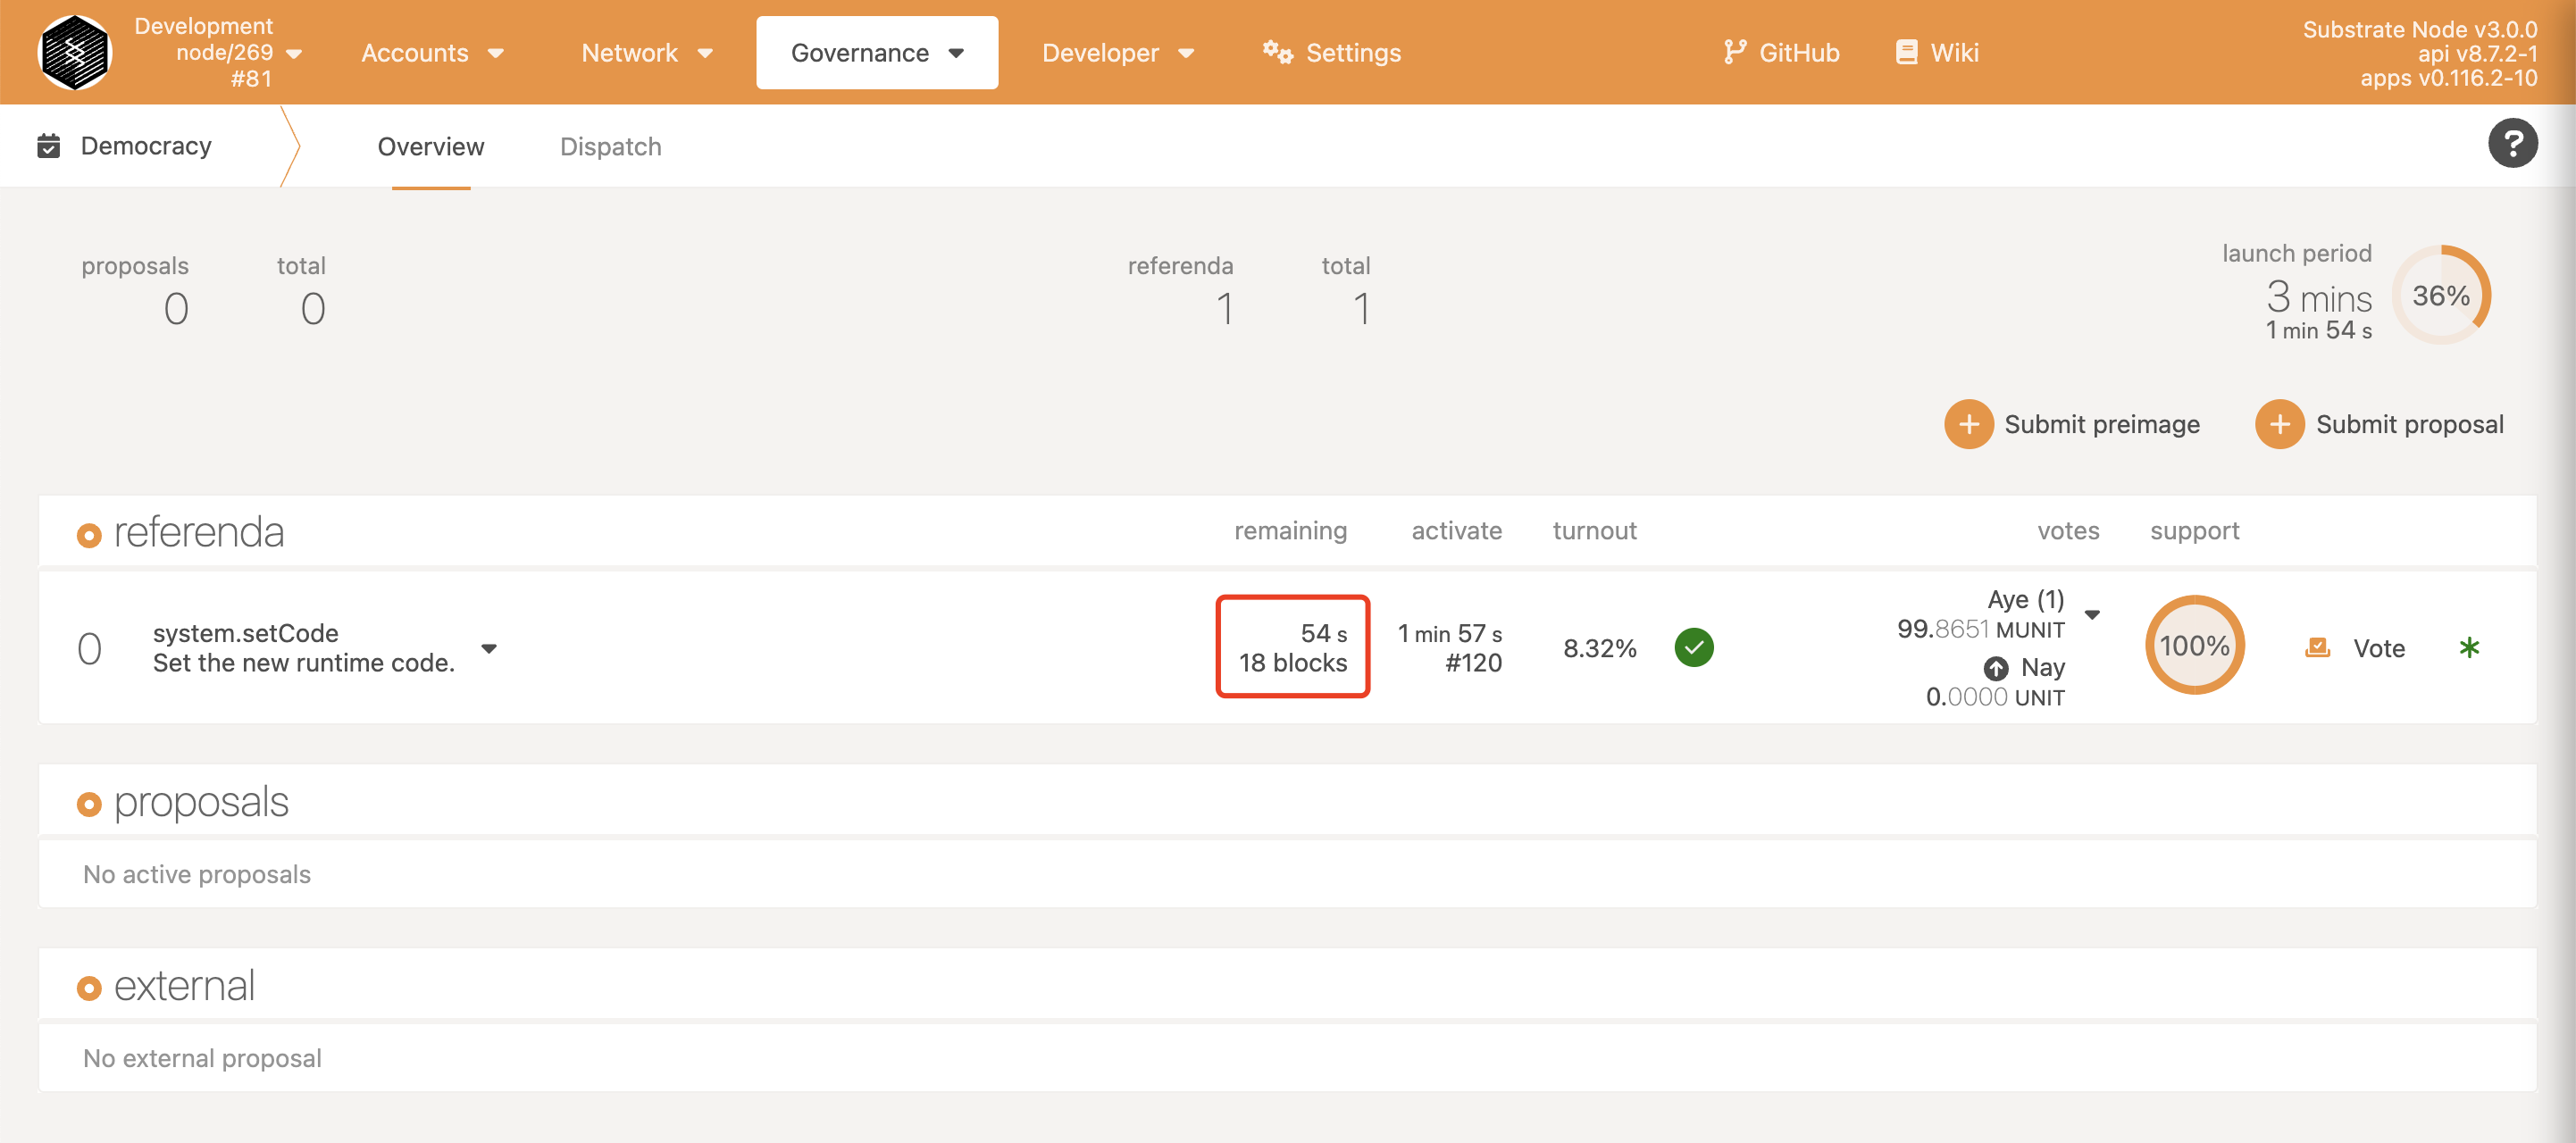 Development
node/269
#81
Accounts
Network
Governance
Developer
Settings
GitHub
Wiki
Substrate Node v3.0.0
api v8.7.2-1
apps v0.116.2-10
Democracy
Overview
Dispatch
?
proposals
0
total
0
referenda
1
total
1
launch period
3 mins
1 min 54 s
36%
Submit preimage
Submit proposal
referenda
remaining
activate
turnout
votes
support
0
system.setCode
Set the new runtime code.
54 s
18 blocks
1 min 57 s
#120
8.32%
Aye (1)
99.8651 MUNIT
Nay
0.0000 UNIT
100%
Vote
proposals
No active proposals
external
No external proposal